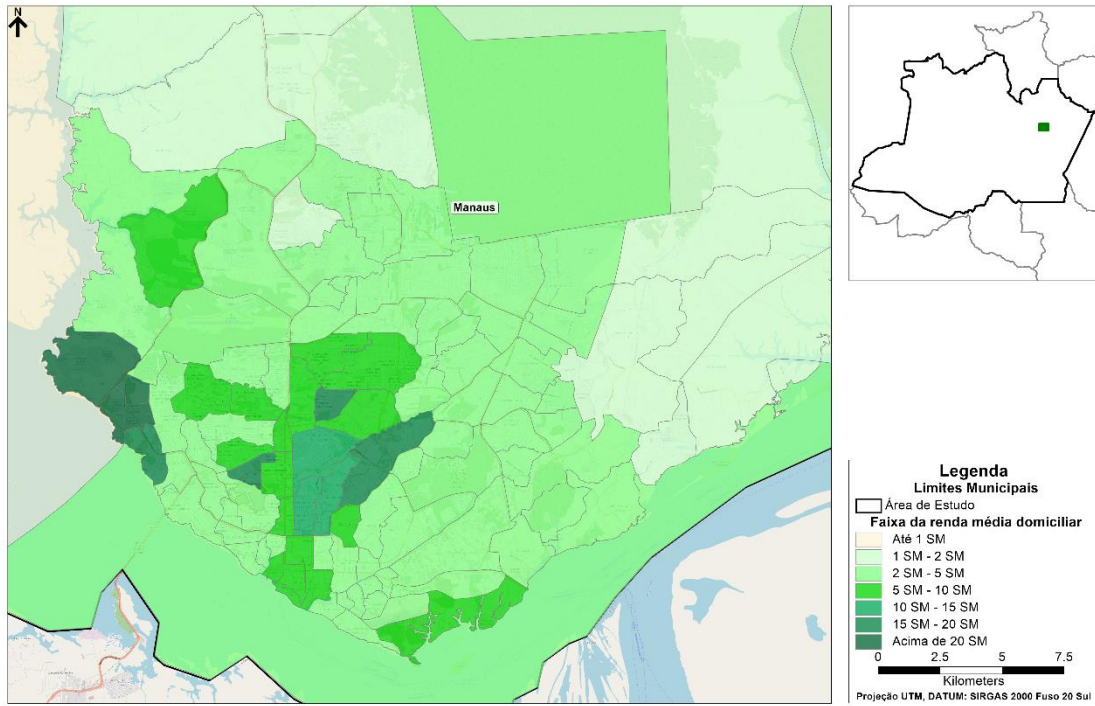 N
Manaus
Legenda
Limites Municipais
Área de Estudo
Faixa da renda média domiciliar
Até 1 SM
1 SM - 2 SM
2 SM - 5 SM
5 SM - 10 SM
10 SM - 15 SM
15 SM - 20 SM
Acima de 20 SM
0 2.5 5 7.5
Kilometers
Projeção UTM, DATUM: SIRGAS 2000 Fuso 20 Sul